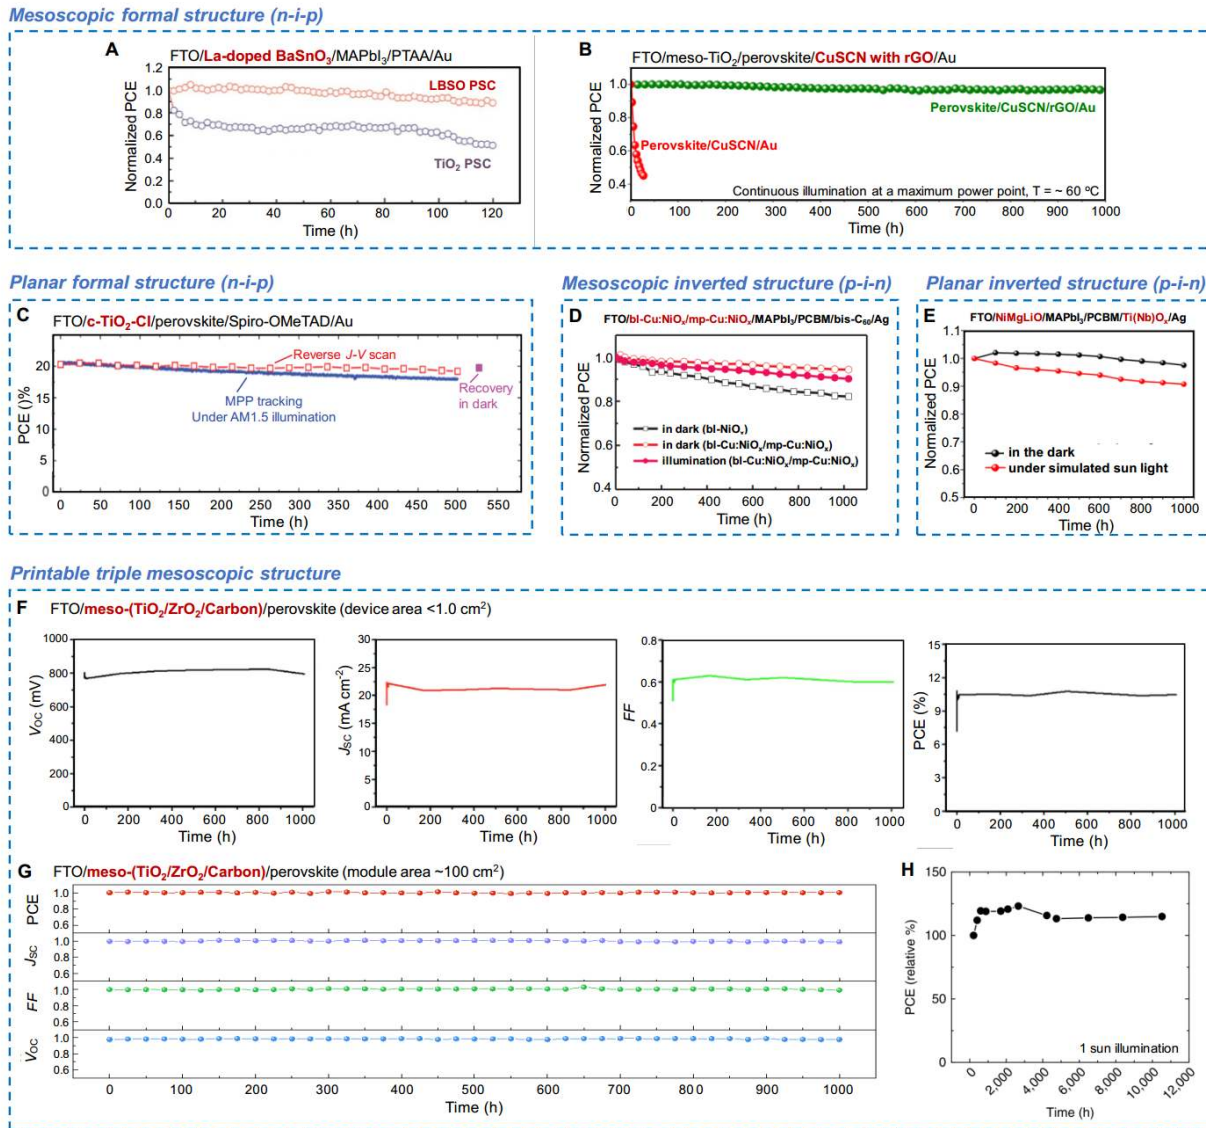 Mesoscopic formal structure (n-i-p)
A
FTO/La-doped BaSnO3/MAPbI3/PTAA/Au
Normalized PCE
1.2
1.0
0.8
0.6
0.4
0.2
0.0
LBSO PSC
TiO2 PSC
0 20 40 60 80 100 120
Time (h)
B
FTO/meso-TiO2/perovskite/CuSCN with rGO/Au
Normalized PCE
1.0
0.8
0.6
0.4
Perovskite/CuSCN/rGO/Au
Perovskite/CuSCN/Au
Continuous illumination at a maximum power point, T = ~ 60 ºC
0 100 200 300 400 500 600 700 800 900 1000
Time (h)
Planar formal structure (n-i-p)
C
FTO/c-TiO2-Cl/perovskite/Spiro-OMeTAD/Au
PCE ()%
20
15
10
5
0
Reverse J-V scan
MPP tracking
Under AM1.5 illumination
Recovery
in dark
0 50 100 150 200 250 300 350 400 450 500 550
Time (h)
Mesoscopic inverted structure (p-i-n)
D
FTO/bl-Cu:NiOx/mp-Cu:NiOx/MAPbI3/PCBM/bis-C60/Ag
Normalized PCE
1.0
0.8
0.6
0.4
in dark (bl-NiOx)
in dark (bl-Cu:NiOx/mp-Cu:NiOx)
illumination (bl-Cu:NiOx/mp-Cu:NiOx)
0 200 400 600 800 1000
Time (h)
Planar inverted structure (p-i-n)
E
FTO/NiMgLiO/MAPbI3/PCBM/Ti(Nb)Ox/Ag
Normalized PCE
1.1
1.0
0.9
0.8
0.7
0.6
0.5
in the dark
under simulated sun light
0 200 400 600 800 1000
Time (h)
Printable triple mesoscopic structure
F
FTO/meso-(TiO2/ZrO2/Carbon)/perovskite (device area <1.0 cm2)
VOC (mV)
1000
800
600
400
200
0
0 200 400 600 800 1000
Time (h)
JSC (mA cm-2)
30
25
20
15
10
5
0
0 200 400 600 800 1000
Time (h)
FF
0.8
0.6
0.4
0.2
0
0 200 400 600 800 1000
Time (h)
PCE (%)
15
12
9
6
3
0
0 200 400 600 800 1000
Time (h)
G
FTO/meso-(TiO2/ZrO2/Carbon)/perovskite (module area ~100 cm2)
PCE
1.0
0.8
0.6
JSC
1.0
0.8
0.6
FF
1.0
0.8
0.6
VOC
1.0
0.8
0.6
0 100 200 300 400 500 600 700 800 900 1000
Time (h)
H
PCE (relative %)
150
100
50
0
1 sun illumination
0 2,000 4,000 6,000 8,000 10,000 12,000
Time (h)